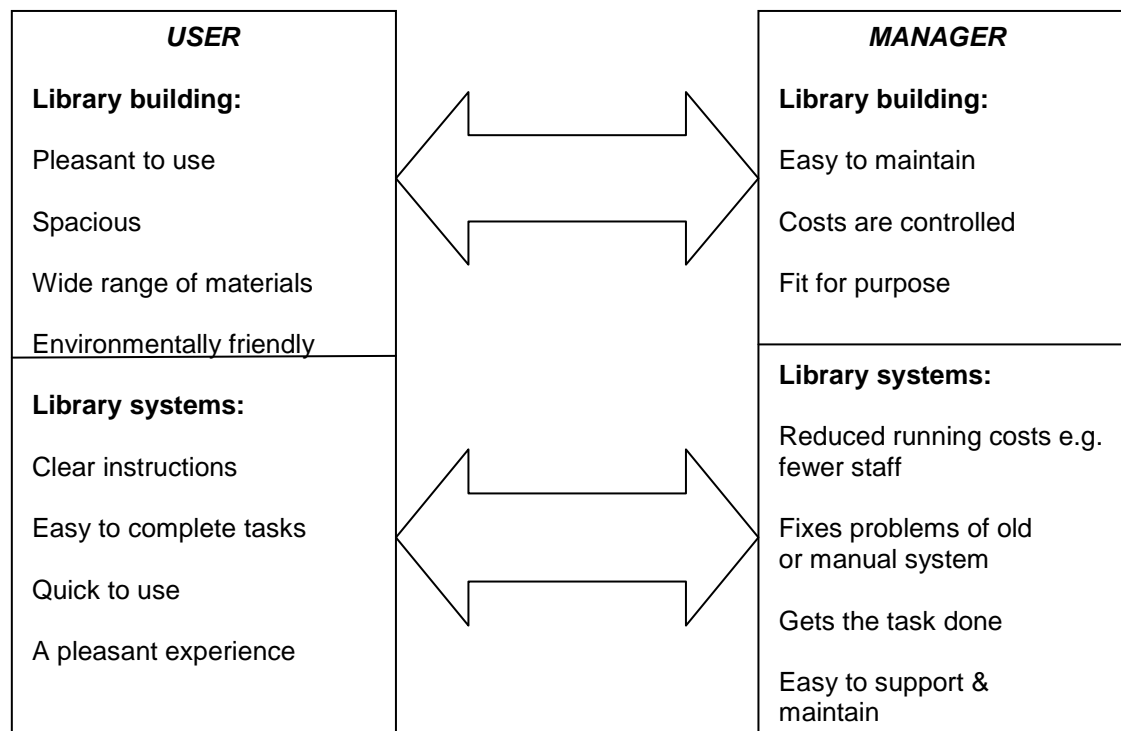 USER
Library building:
Pleasant to use
Spacious
Wide range of materials
Environmentally friendly
Library systems:
Clear instructions
Easy to complete tasks
Quick to use
A pleasant experience
MANAGER
Library building:
Easy to maintain
Costs are controlled
Fit for purpose
Library systems:
Reduced running costs e.g.
fewer staff
Fixes problems of old
or manual system
Gets the task done
Easy to support &
maintain